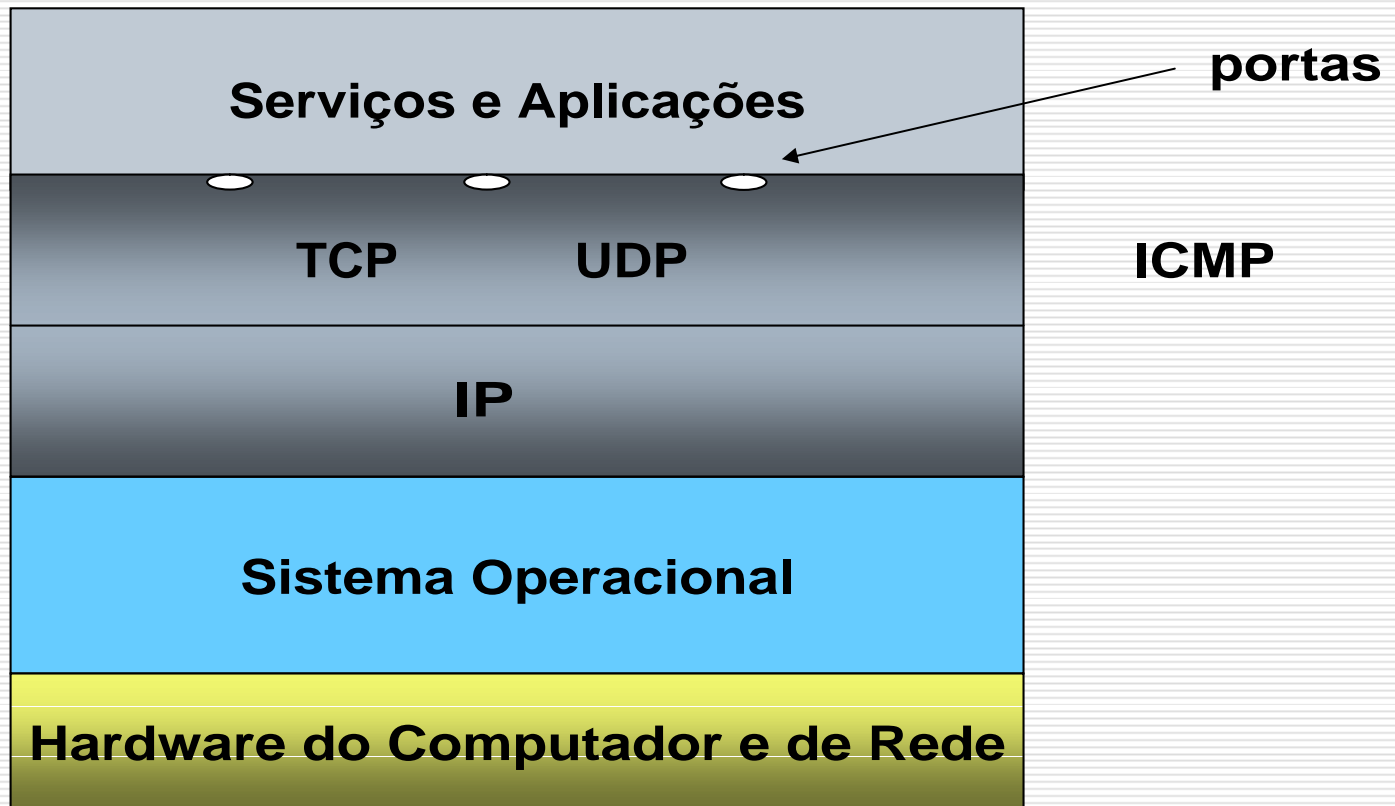 portas
Serviços e Aplicações
TCP UDP ICMP
IP
Sistema Operacional
Hardware do Computador e de Rede